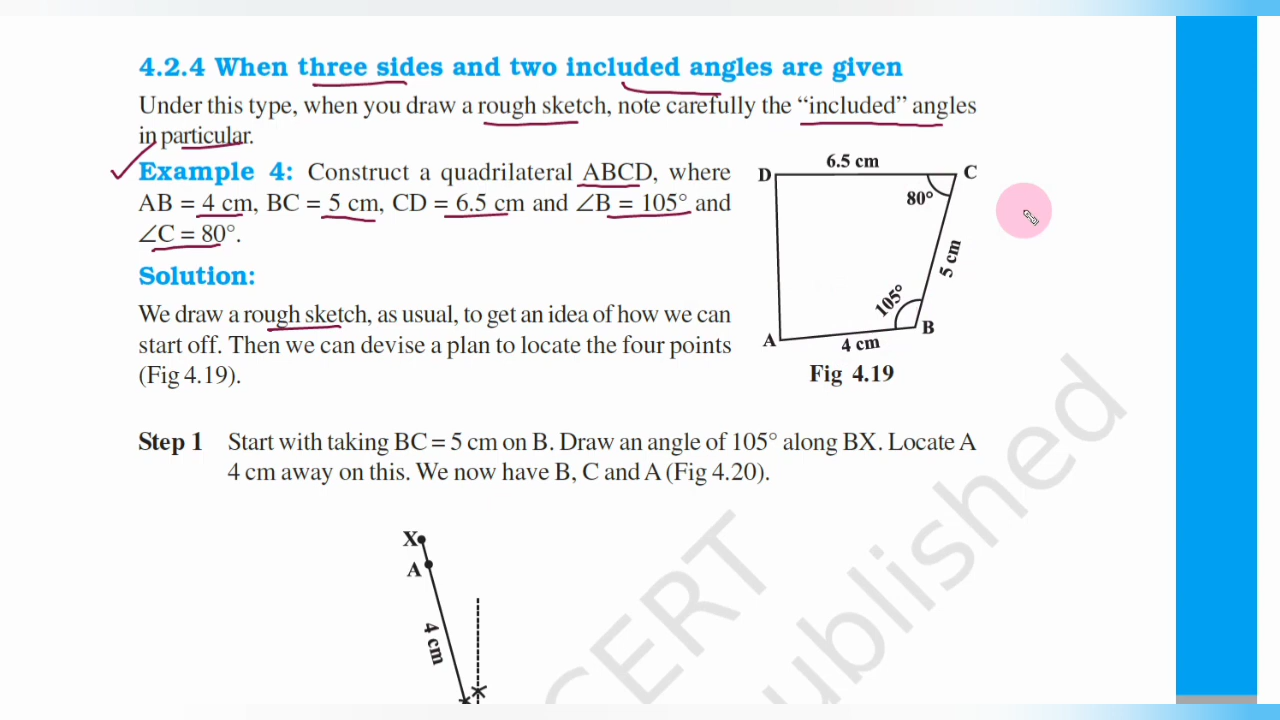 4.2.4 When three sides and two included angles are given
Under this type, when you draw a rough sketch, note carefully the “included” angles
in particular.
Example 4: Construct a quadrilateral ABCD, where
AB = 4 cm, BC = 5 cm, CD = 6.5 cm and ∠B = 105° and
∠C = 80°.
Solution:
We draw a rough sketch, as usual, to get an idea of how we can
start off. Then we can devise a plan to locate the four points
(Fig 4.19).
6.5 cm
D
C
80°
5 cm
105°
B
A
4 cm
Fig 4.19
Step 1 Start with taking BC = 5 cm on B. Draw an angle of 105° along BX. Locate A
4 cm away on this. We now have B, C and A (Fig 4.20).
X
A
4 cm
CERT
ublished